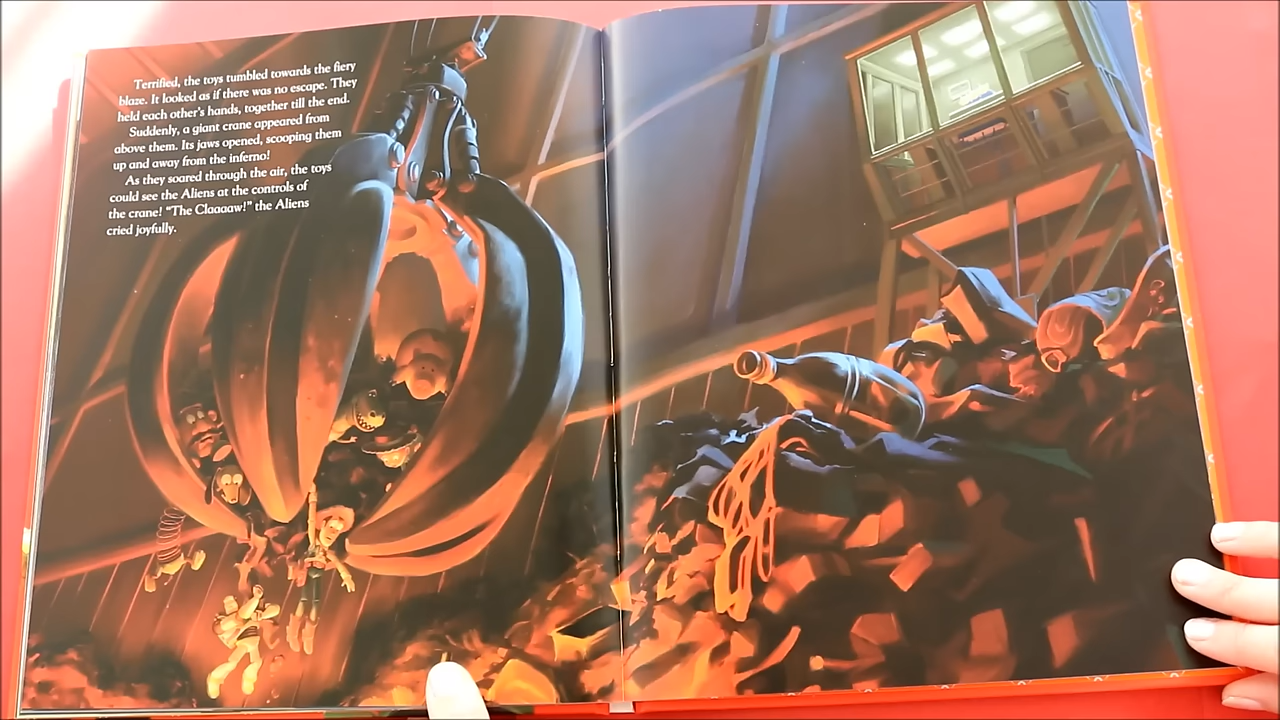 Terrified, the toys tumbled towards the fiery
blaze. It looked as if there was no escape. They
held each other's hands, together till the end.
Suddenly, a giant crane appeared from
above them. Its jaws opened, scooping them
up and away from the inferno!
As they soared through the air, the toys
could see the Aliens at the controls of
the crane! “The Claaaaw!” the Aliens
cried joyfully.